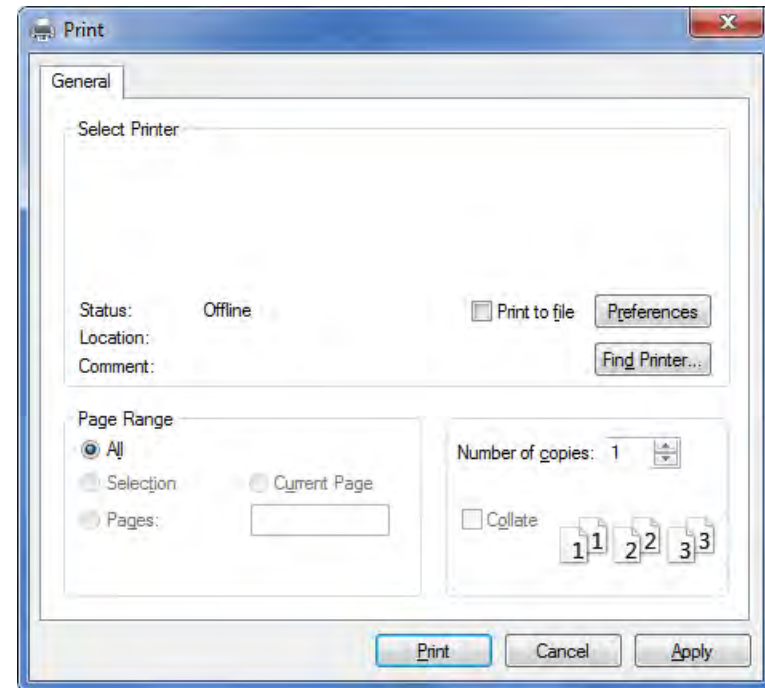 Print
General
Select Printer
Status: Offline
Print to file
Preferences
Location:
Find Printer...
Comment:
Page Range
All
Selection
Current Page
Pages:
Number of copies: 1
Collate
1 1 2 2 3 3
Print
Cancel
Apply